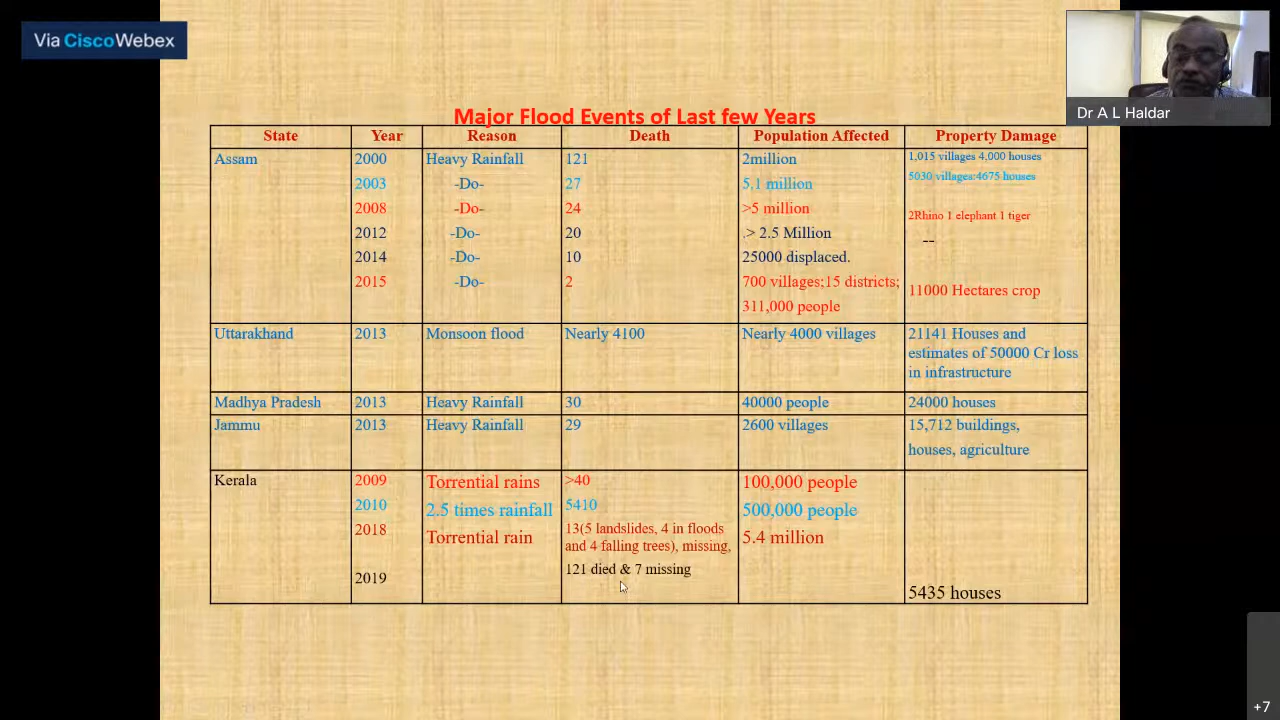 Via Cisco Webex
Dr A L Haldar
Major Flood Events of Last few Years
State Year Reason Death Population Affected Property Damage
Assam 2000 Heavy Rainfall 121 2million 1,015 villages 4,000 houses
2003 -Do- 27 5,1 million 5030 villages:4675 houses
2008 -Do- 24 >5 million 2Rhino 1 elephant 1 tiger
2012 -Do- 20 .> 2.5 Million --
2014 -Do- 10 25000 displaced.
2015 -Do- 2 700 villages;15 districts; 11000 Hectares crop
311,000 people
Uttarakhand 2013 Monsoon flood Nearly 4100 Nearly 4000 villages 21141 Houses and
estimates of 50000 Cr loss
in infrastructure
Madhya Pradesh 2013 Heavy Rainfall 30 40000 people 24000 houses
Jammu 2013 Heavy Rainfall 29 2600 villages 15,712 buildings,
houses, agriculture
Kerala 2009 Torrential rains >40 100,000 people
2010 2.5 times rainfall 5410 500,000 people
2018 Torrential rain 13(5 landslides, 4 in floods 5.4 million
and 4 falling trees), missing,
2019 121 died & 7 missing 5435 houses
+7